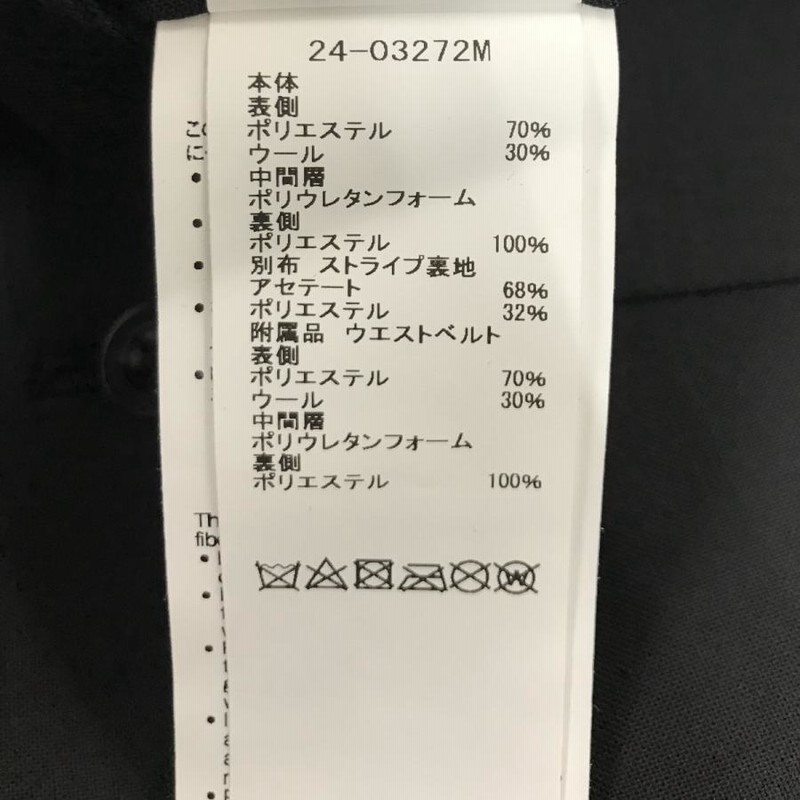 24-03272M
本体
表側
ポリエステル 70%
ウール 30%
中間層
ポリウレタンフォーム
裏側
ポリエステル 100%
別布 ストライプ裏地
アセテート 68%
ポリエステル 32%
附属品 ウエストベルト
表側
ポリエステル 70%
ウール 30%
中間層
ポリウレタンフォーム
裏側
ポリエステル 100%
W